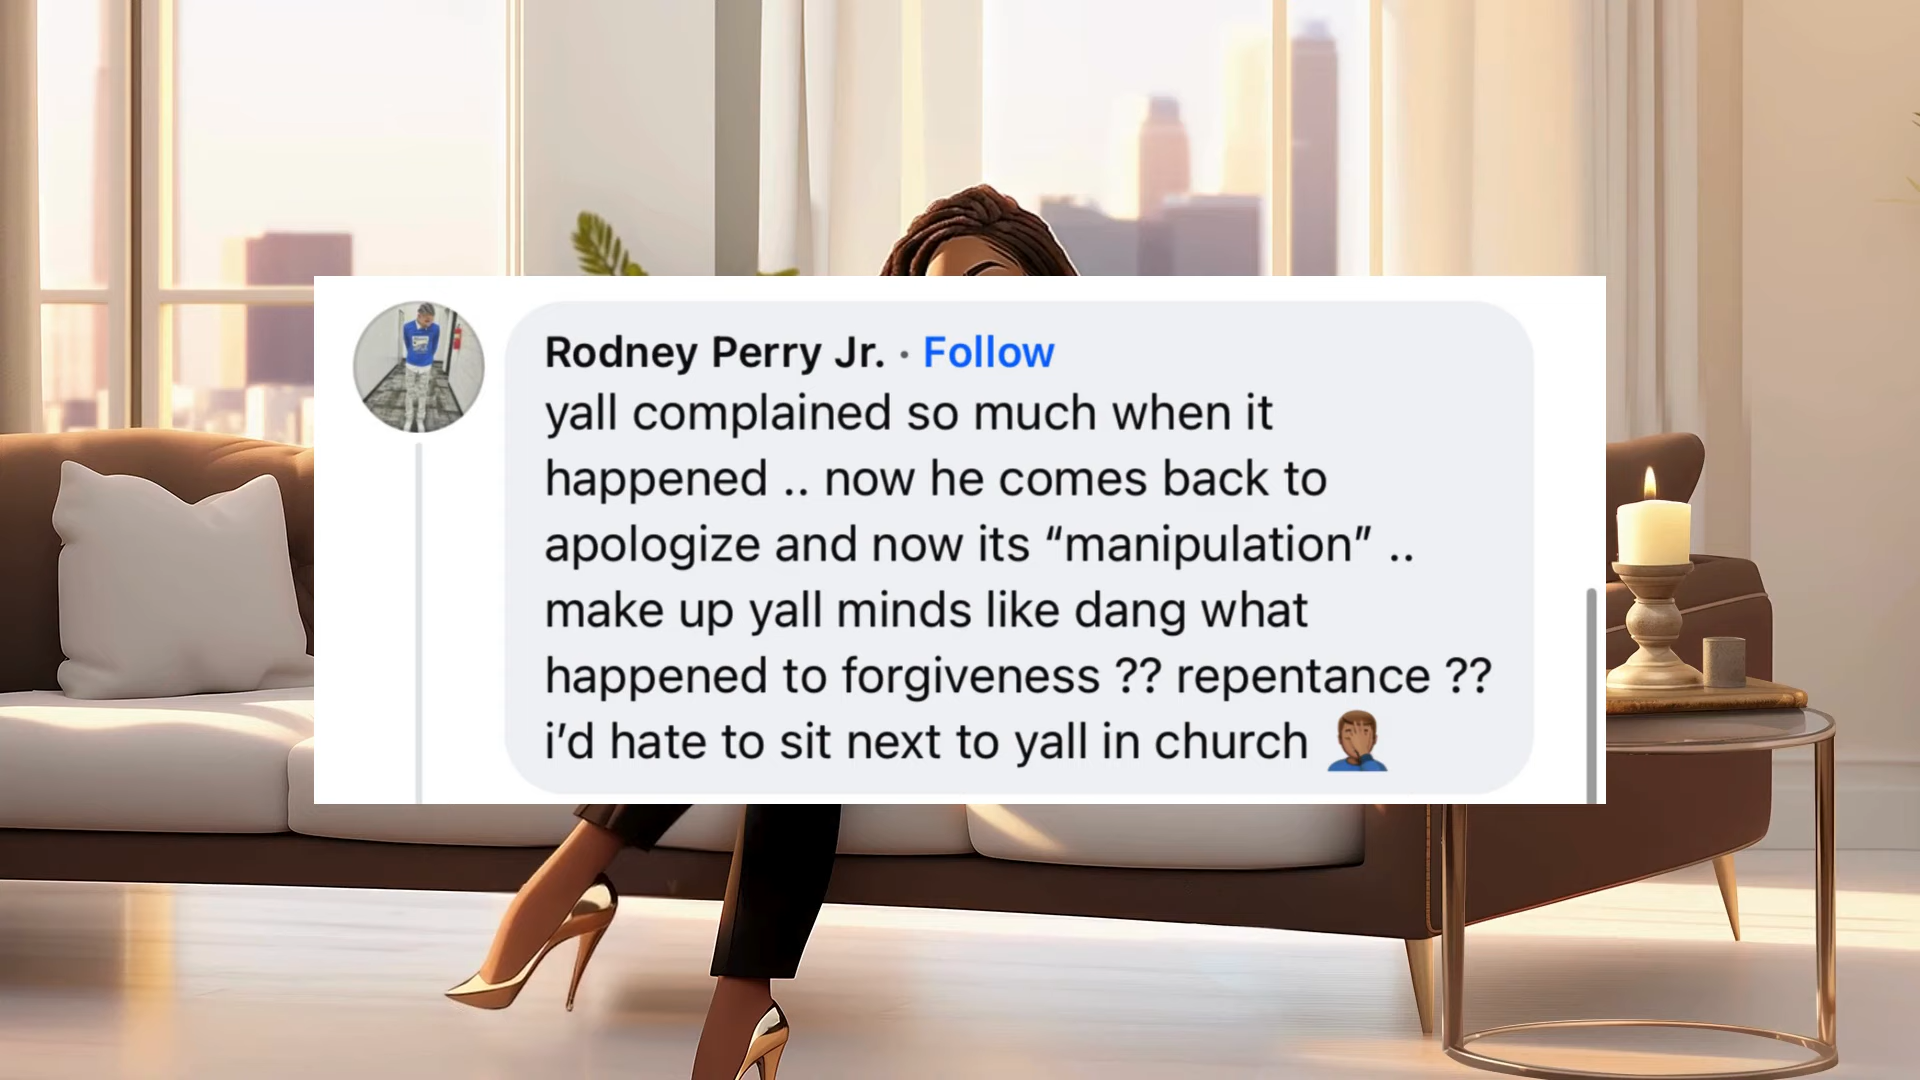 Rodney Perry Jr. · Follow
yall complained so much when it
happened .. now he comes back to
apologize and now its “manipulation” ..
make up yall minds like dang what
happened to forgiveness ?? repentance ??
i’d hate to sit next to yall in church 🤦🏾‍♂️